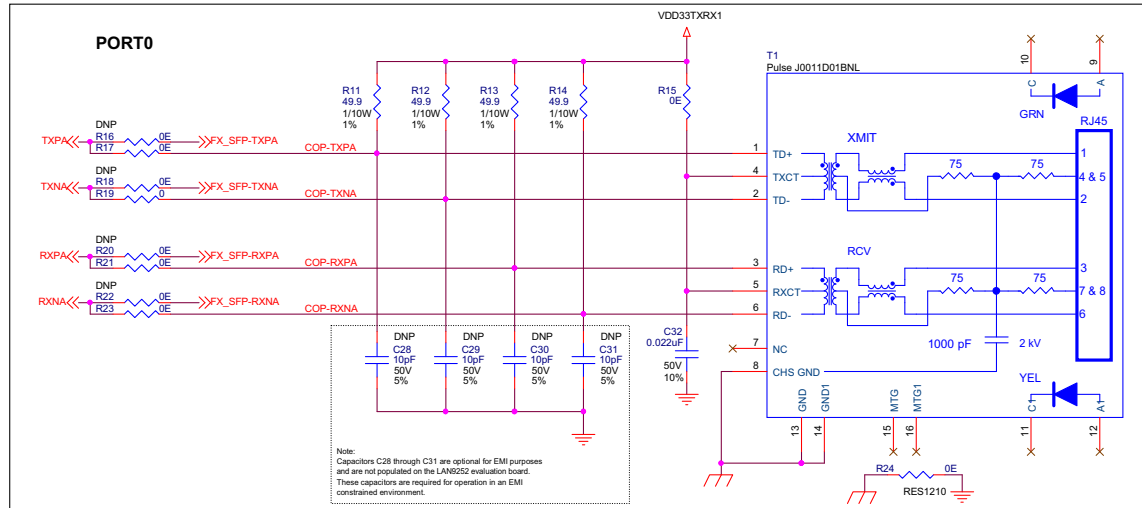 PORT0
VDD33TXRX1
T1
Pulse J0011D01BNL
R11
49.9
1/10W
1%
R12
49.9
1/10W
1%
R13
49.9
1/10W
1%
R14
49.9
1/10W
1%
R15
0E
10
9
C
A
GRN
RJ45
DNP
R16 0E
TXPA FX_SFP-TXPA
R17 0E
COP-TXPA
DNP
R18 0E
TXNA FX_SFP-TXNA
R19 0
COP-TXNA
DNP
R20 0E
RXPA FX_SFP-RXPA
R21 0E
COP-RXPA
DNP
R22 0E
RXNA FX_SFP-RXNA
R23 0E
COP-RXNA
XMIT
1 TD+
4 TXCT
2 TD-
75 75
1
4 & 5
2
RCV
3 RD+
5 RXCT
6 RD-
75 75
3
7 & 8
6
7 NC
8 CHS GND
1000 pF 2 kV
YEL
C1
A1
11
12
GND
GND1
MTG
MTG1
13
14
15
16
DNP
C28
10pF
50V
5%
DNP
C29
10pF
50V
5%
DNP
C30
10pF
50V
5%
DNP
C31
10pF
50V
5%
C32
0.022uF
50V
10%
Note:
Capacitors C28 through C31 are optional for EMI purposes
and are not populated on the LAN9252 evaluation board.
These capacitors are required for operation in an EMI
constrained environment.
R24 0E
RES1210